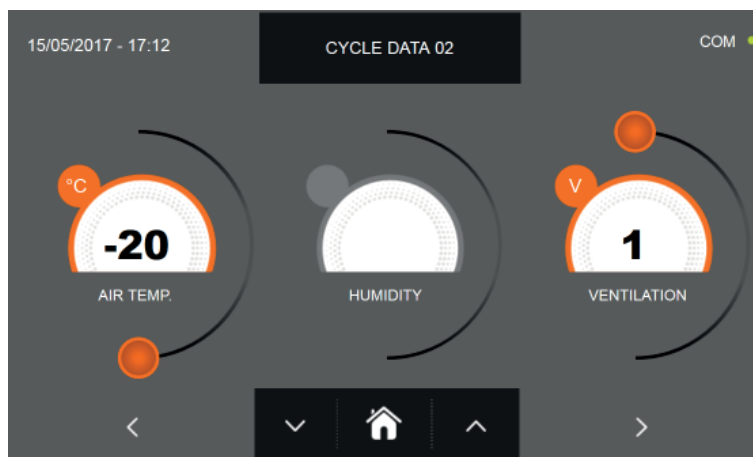 15/05/2017 - 17:12
CYCLE DATA 02
COM
°C
-20
AIR TEMP.
HUMIDITY
V
1
VENTILATION